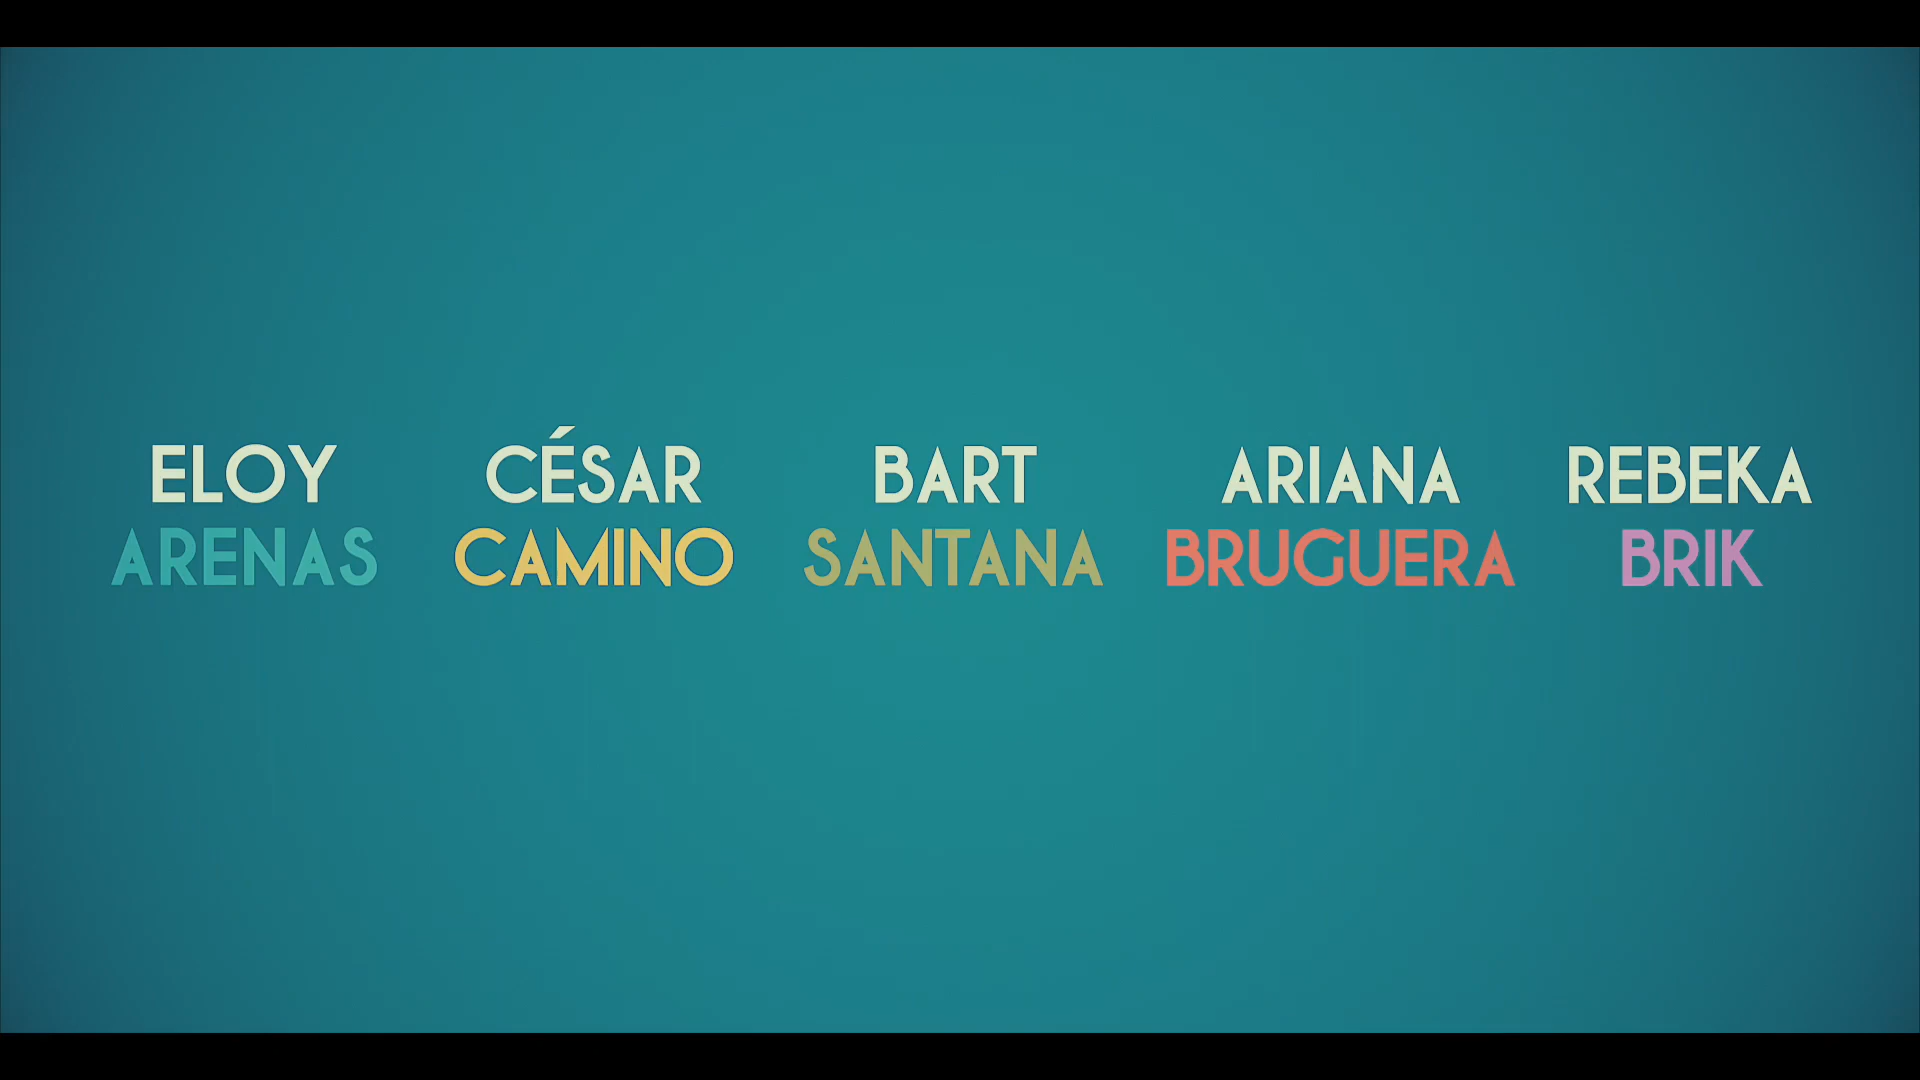 ELOY
ARENAS
CÉSAR
CAMINO
BART
SANTANA
ARIANA
BRUGUERA
REBEKA
BRIK